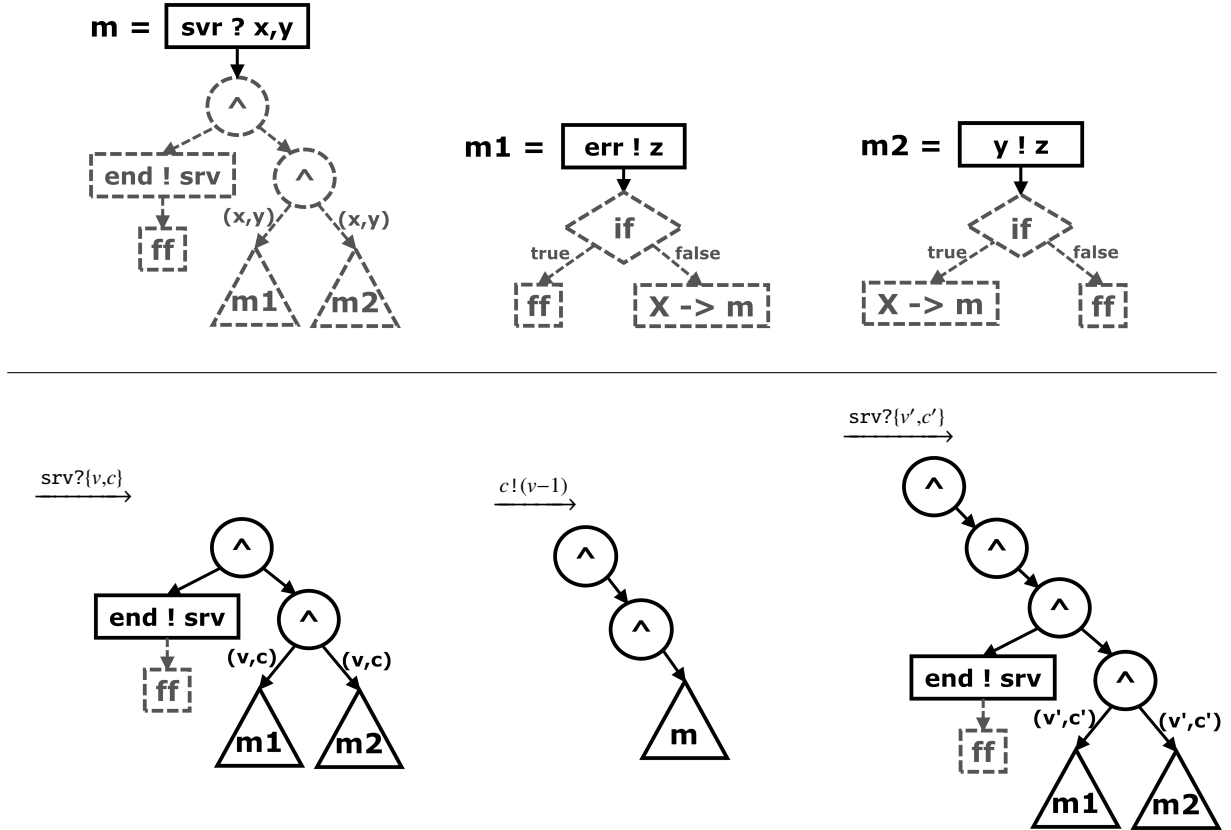 m = svr ? x,y
^
end ! srv
^
ff
(x,y) (x,y)
m1 m2
m1 = err ! z
if
true false
ff X -> m
m2 = y ! z
if
true false
X -> m ff
srv?{v,c}
^
end ! srv
^
ff
(v,c) (v,c)
m1 m2
c!(v−1)
^
^
m
srv?{v′,c′}
^
^
^
end ! srv
^
ff
(v',c') (v',c')
m1 m2